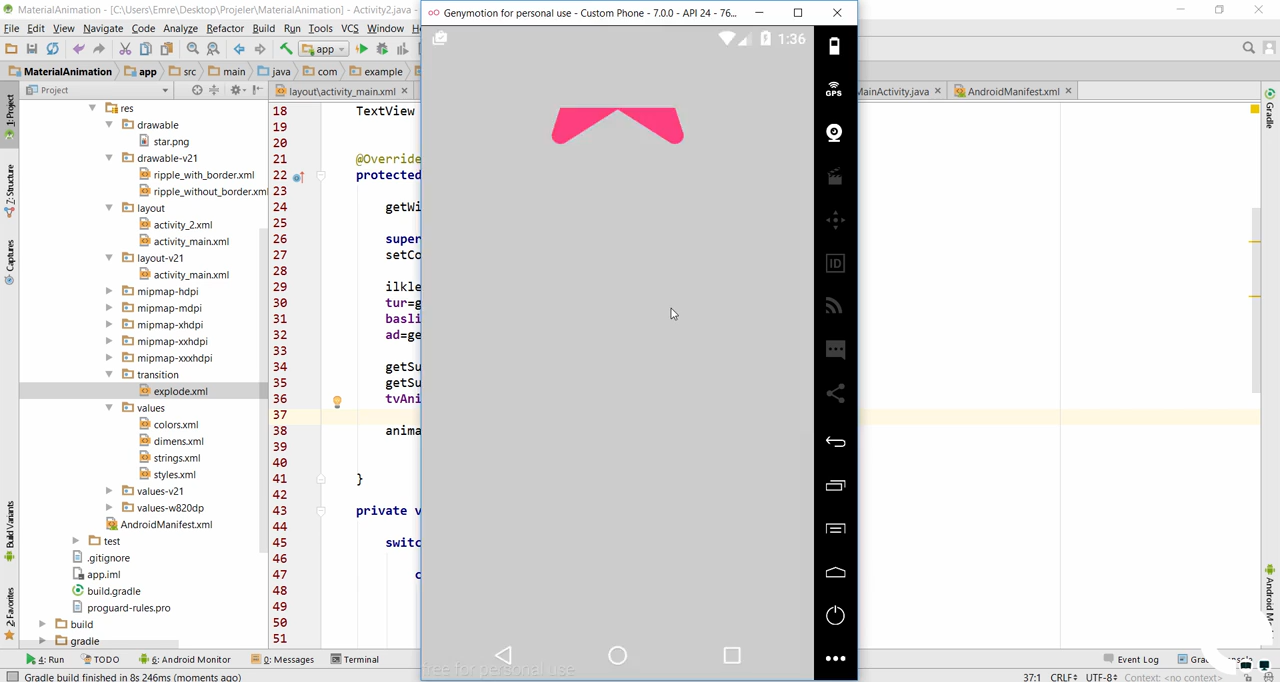 MaterialAnimation - [C:\Users\Emre\Desktop\Projeler\MaterialAnimation] - Activity2.java -
Genymotion for personal use - Custom Phone - 7.0.0 - API 24 - 76...
File Edit View Navigate Code Analyze Refactor Build Run Tools VCS Window
1:36
app
GPS
MaterialAnimation app src main java com example
Project
layout\activity_main.xml
MainActivity.java
AndroidManifest.xml
1: Project
Z: Structure
Captures
Build Variants
2: Favorites
Gradle
res
drawable
star.png
drawable-v21
ripple_with_border.xml
ripple_without_border.xml
layout
activity_2.xml
activity_main.xml
layout-v21
activity_main.xml
mipmap-hdpi
mipmap-mdpi
mipmap-xhdpi
mipmap-xxhdpi
mipmap-xxxhdpi
transition
explode.xml
values
colors.xml
dimens.xml
strings.xml
styles.xml
values-v21
values-w820dp
AndroidManifest.xml
test
.gitignore
app.iml
build.gradle
proguard-rules.pro
build
gradle
18 TextView
19
20
21 @Override
22 protected
23
24 getWi
25
26 super
27 setCo
28
29 ilkle
30 tur=g
31 basli
32 ad=ge
33
34 getSu
35 getSu
36 tvAni
37
38 anima
39
40
41 }
42
43 private v
44
45 switc
46
47 c
48
49
50
51
ID
free for personal use
4: Run TODO 6: Android Monitor 0: Messages Terminal
Event Log
Gradle build finished in 8s 246ms (moments ago)
37:1 CRLF UTF-8 Context: <no context>